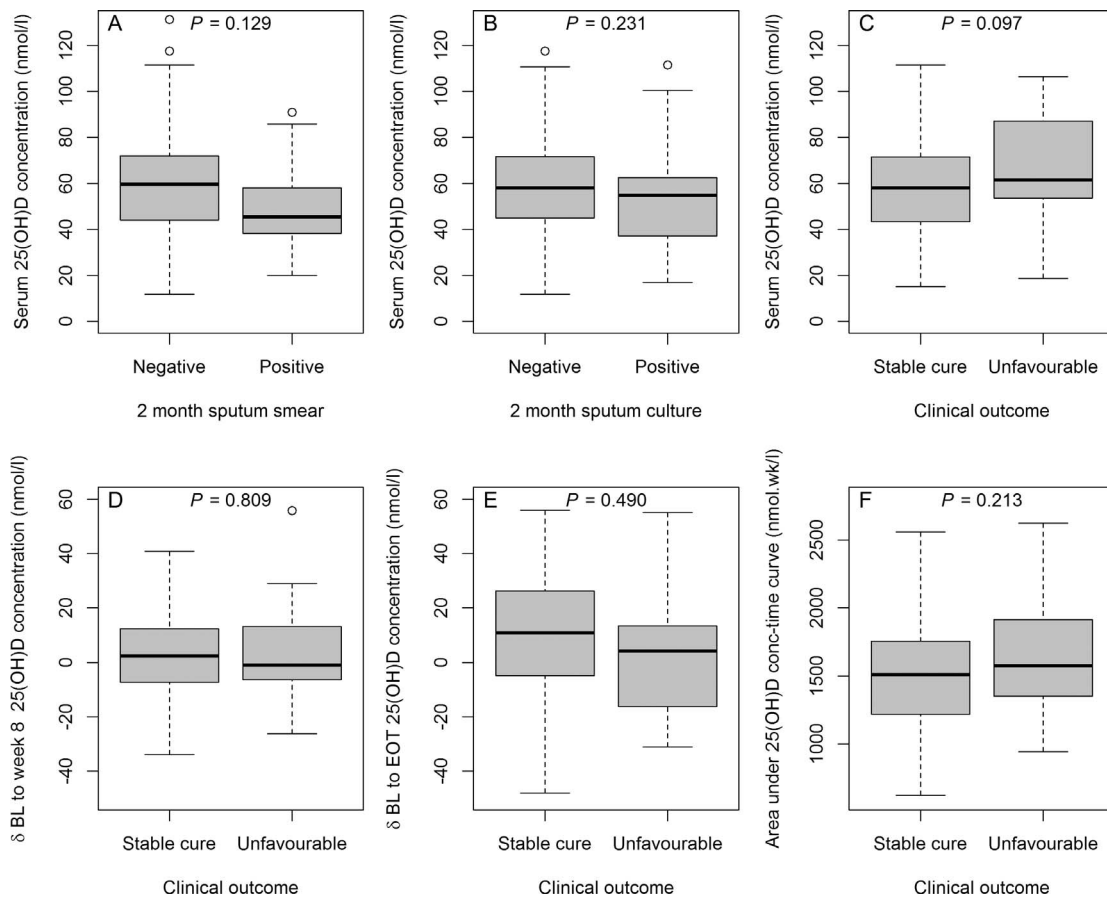 A
P = 0.129
Serum 25(OH)D concentration (nmol/l)
120
100
80
60
40
20
0
Negative
Positive
2 month sputum smear
B
P = 0.231
Serum 25(OH)D concentration (nmol/l)
120
100
80
60
40
20
0
Negative
Positive
2 month sputum culture
C
P = 0.097
Serum 25(OH)D concentration (nmol/l)
120
100
80
60
40
20
0
Stable cure
Unfavourable
Clinical outcome
D
P = 0.809
δ BL to week 8 25(OH)D concentration (nmol/l)
60
40
20
0
-20
-40
Stable cure
Unfavourable
Clinical outcome
E
P = 0.490
δ BL to EOT 25(OH)D concentration (nmol/l)
60
40
20
0
-20
-40
Stable cure
Unfavourable
Clinical outcome
F
P = 0.213
Area under 25(OH)D conc-time curve (nmol.wk/l)
2500
2000
1500
1000
Stable cure
Unfavourable
Clinical outcome